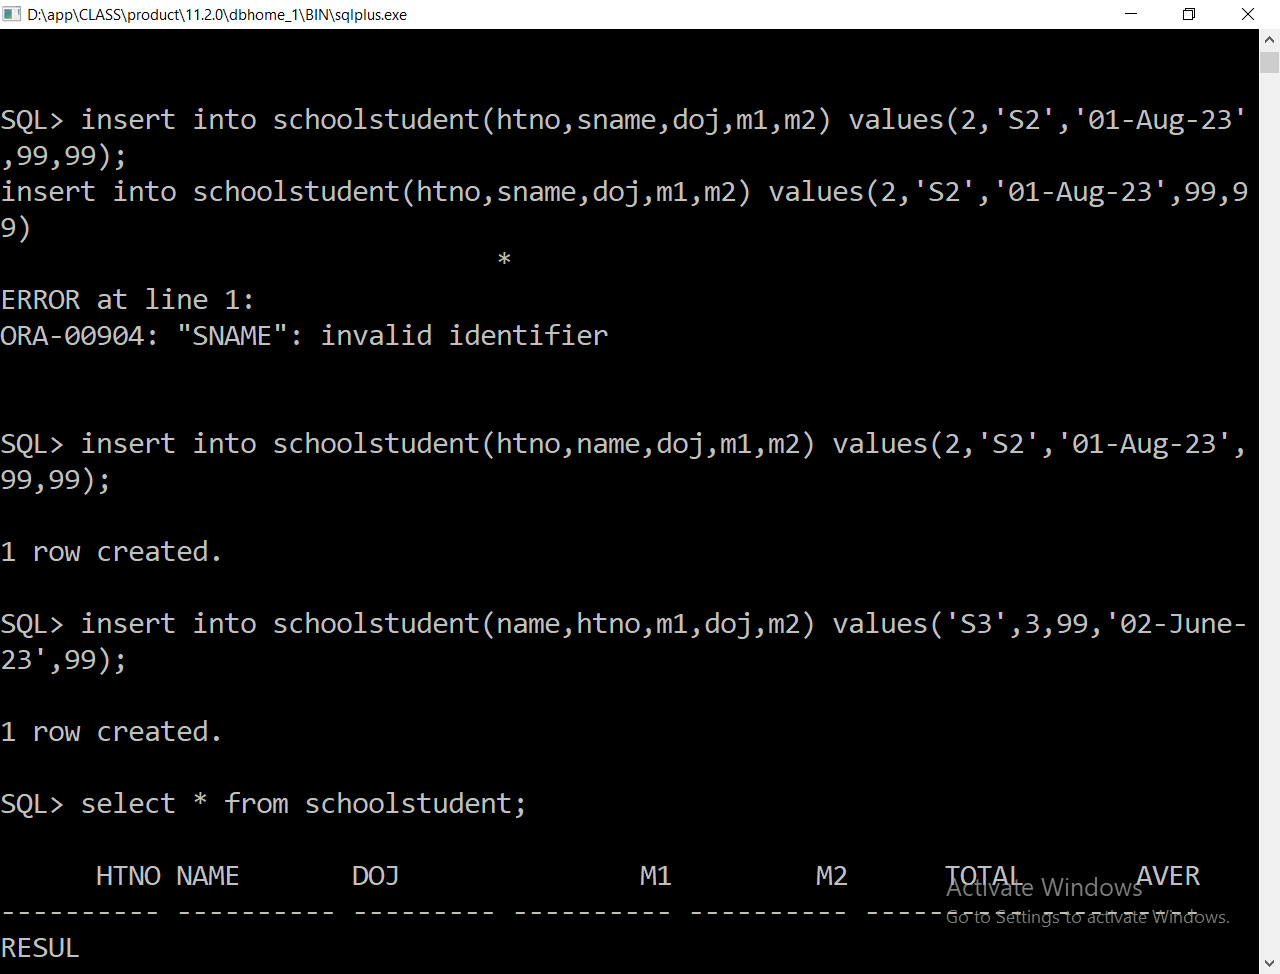 D:\app\CLASS\product\11.2.0\dbhome_1\BIN\sqlplus.exe
SQL> insert into schoolstudent(htno,sname,doj,m1,m2) values(2,'S2','01-Aug-23'
,99,99);
insert into schoolstudent(htno,sname,doj,m1,m2) values(2,'S2','01-Aug-23',99,9
9)
*
ERROR at line 1:
ORA-00904: "SNAME": invalid identifier
SQL> insert into schoolstudent(htno,name,doj,m1,m2) values(2,'S2','01-Aug-23',
99,99);
1 row created.
SQL> insert into schoolstudent(name,htno,m1,doj,m2) values('S3',3,99,'02-June-
23',99);
1 row created.
SQL> select * from schoolstudent;
HTNO NAME DOJ M1 M2 TOTAL AVER
---------- ---------- --------- ---------- ---------- ---------- ----------
RESUL
Activate Windows
Go to Settings to activate Windows.